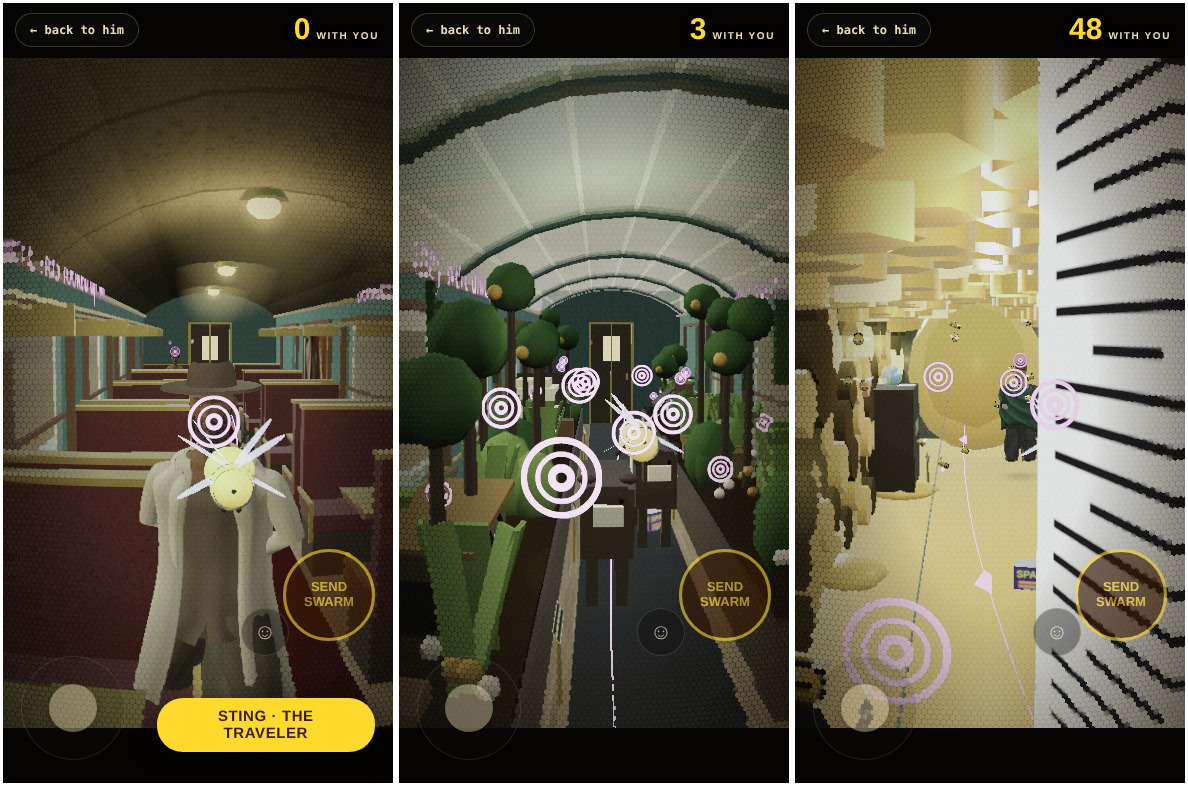 ← back to him
0 WITH YOU
SEND
SWARM
STING · THE
TRAVELER
← back to him
3 WITH YOU
SEND
SWARM
← back to him
48 WITH YOU
SPA
SEND
SWARM